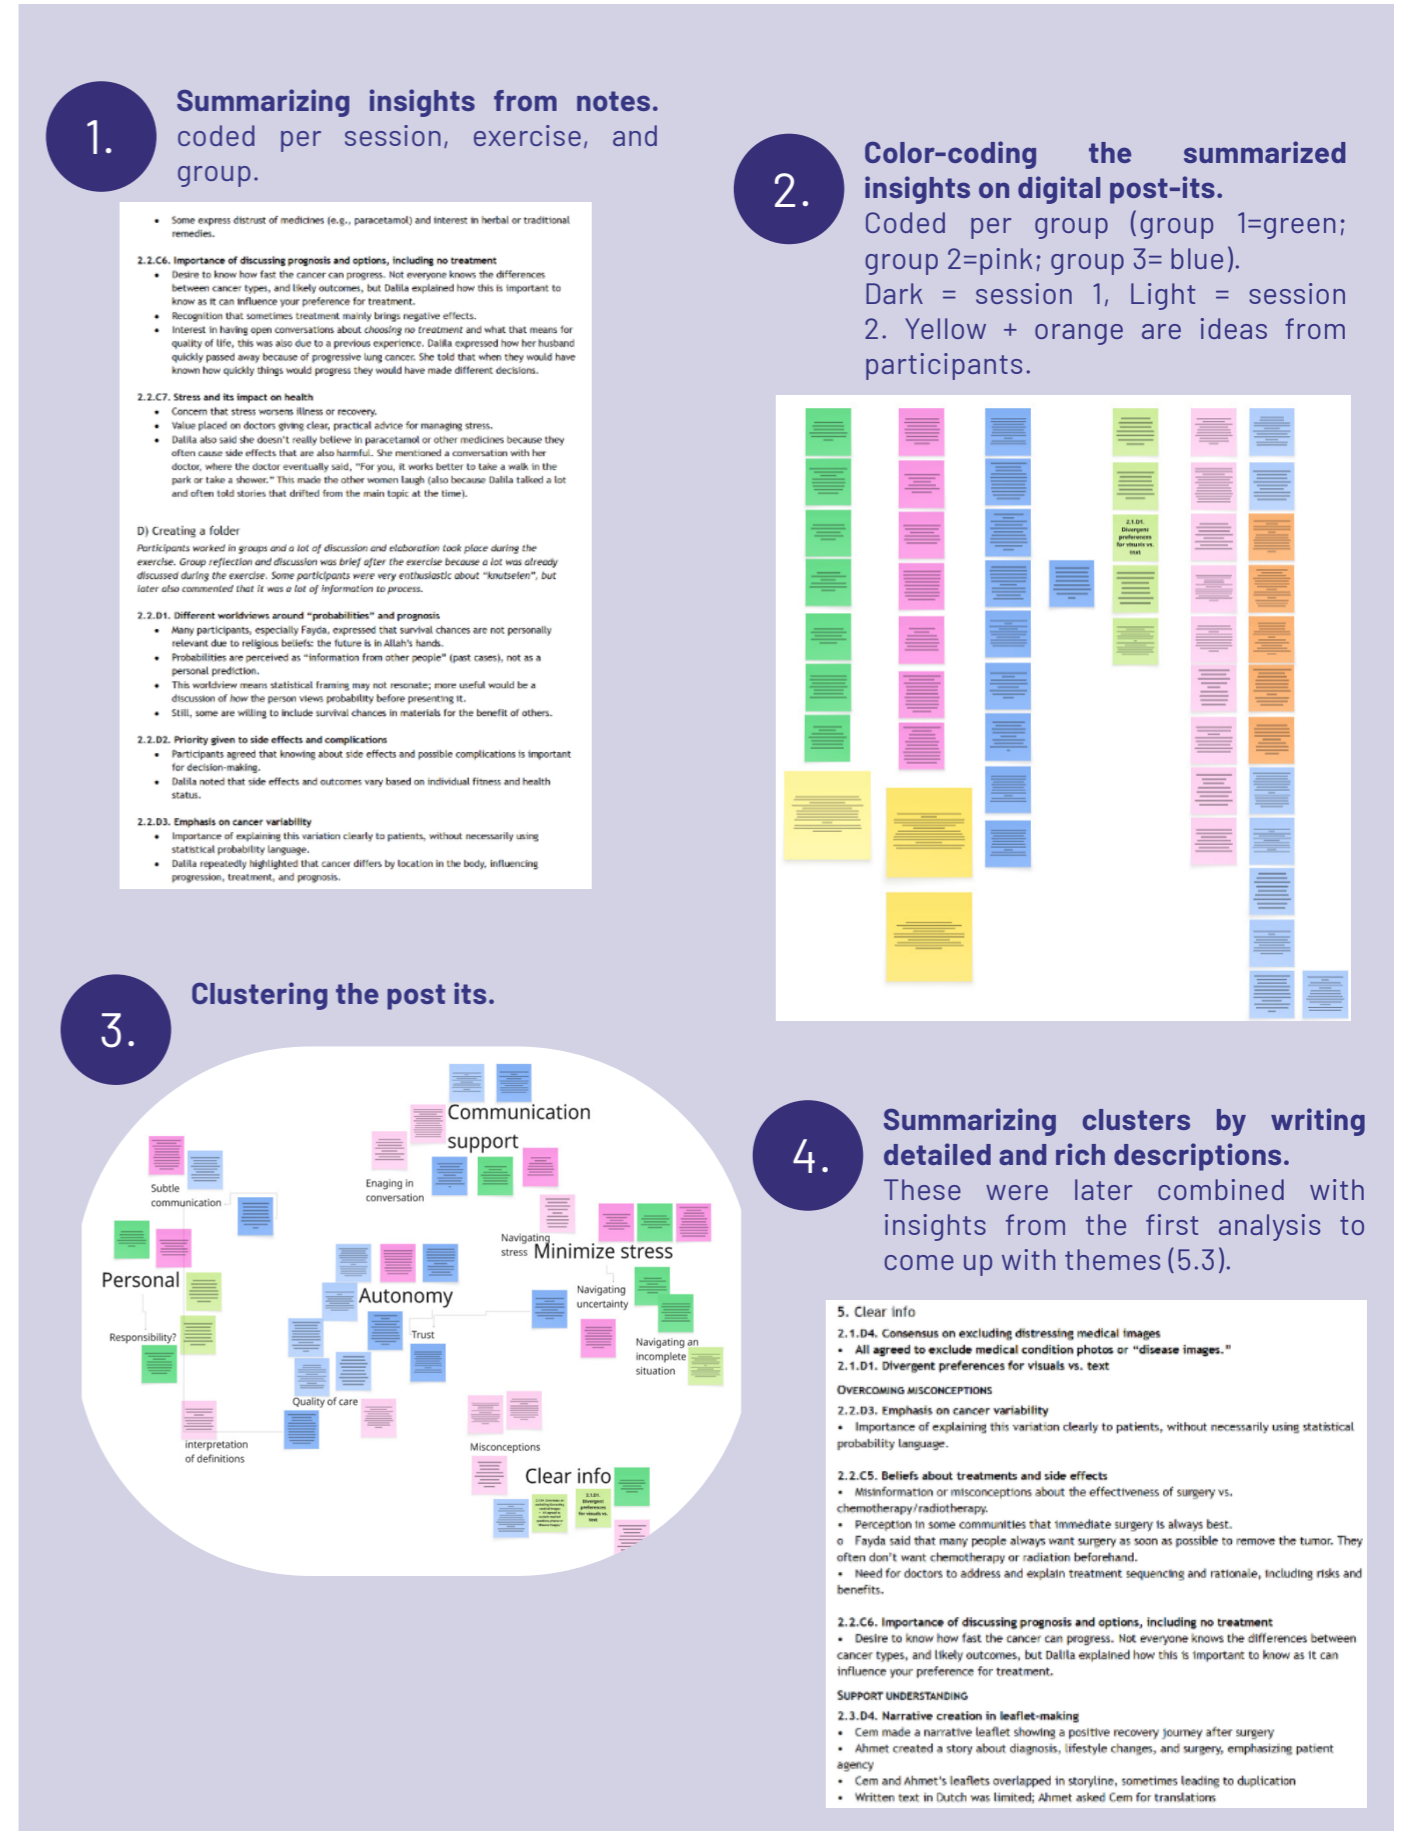 1.
Summarizing insights from notes.
coded per session, exercise, and
group.
• Some express distrust of medicines (e.g., paracetamol) and interest in herbal or traditional
remedies.
2.2.C6. Importance of discussing prognosis and options, including no treatment
• Desire to know how fast the cancer can progress. Not everyone knows the differences
between cancer types, and likely outcomes, but Dalila explained how this is important to
know as it can influence your preference for treatment.
• Recognition that sometimes treatment mainly brings negative effects.
• Interest in having open conversations about choosing no treatment and what that means for
quality of life, this was also due to a previous experience. Dalila expressed how her husband
quickly passed away because of progressive lung cancer. She told that when they would have
known how quickly things would progress they would have made different decisions.
2.2.C7. Stress and its impact on health
• Concern that stress worsens illness or recovery.
• Value placed on doctors giving clear, practical advice for managing stress.
• Dalila also said she doesn't really believe in paracetamol or other medicines because they
often cause side effects that are also harmful. She mentioned a conversation with her
doctor, where the doctor eventually said, "For you, it works better to take a walk in the
park or take a shower." This made the other women laugh (also because Dalila talked a lot
and often told stories that drifted from the main topic at the time).
D) Creating a folder
Participants worked in groups and a lot of discussion and elaboration took place during the
exercise. Group reflection and discussion was brief after the exercise because a lot was already
discussed during the exercise. Some participants were very enthusiastic about "knutselen", but
later also commented that it was a lot of information to process.
2.2.D1. Different worldviews around "probabilities" and prognosis
• Many participants, especially Fayda, expressed that survival chances are not personally
relevant due to religious beliefs: the future is in Allah's hands.
• Probabilities are perceived as "information from other people" (past cases), not as a
personal prediction.
• This worldview means statistical framing may not resonate; more useful would be a
discussion of how the person views probability before presenting it.
• Still, some are willing to include survival chances in materials for the benefit of others.
2.2.D2. Priority given to side effects and complications
• Participants agreed that knowing about side effects and possible complications is important
for decision-making.
• Dalila noted that side effects and outcomes vary based on individual fitness and health
status.
2.2.D3. Emphasis on cancer variability
• Importance of explaining this variation clearly to patients, without necessarily using
statistical probability language.
• Dalila repeatedly highlighted that cancer differs by location in the body, influencing
progression, treatment, and prognosis.
2.
Color-coding the summarized
insights on digital post-its.
Coded per group (group 1=green;
group 2=pink; group 3= blue).
Dark = session 1, Light = session
2. Yellow + orange are ideas from
participants.
2.1.D1.
Divergent
preferences
for visuals vs.
text
3.
Clustering the post its.
Communication
support
Enaging in
conversation
Subtle
communication
Personal
Responsibility?
interpretation
of definitions
Autonomy
Trust
Quality of care
Navigating
stress
Minimize stress
Navigating
uncertainty
Navigating an
incomplete
situation
Misconceptions
Clear info
2.1.D1.
Divergent
preferences
for visuals vs.
text
4.
Summarizing clusters by writing
detailed and rich descriptions.
These were later combined with
insights from the first analysis to
come up with themes (5.3).
5. Clear info
2.1.D4. Consensus on excluding distressing medical images
• All agreed to exclude medical condition photos or "disease images."
2.1.D1. Divergent preferences for visuals vs. text
OVERCOMING MISCONCEPTIONS
2.2.D3. Emphasis on cancer variability
• Importance of explaining this variation clearly to patients, without necessarily using statistical
probability language.
2.2.C5. Beliefs about treatments and side effects
• Misinformation or misconceptions about the effectiveness of surgery vs.
chemotherapy/radiotherapy.
• Perception in some communities that immediate surgery is always best.
o Fayda said that many people always want surgery as soon as possible to remove the tumor. They
often don't want chemotherapy or radiation beforehand.
• Need for doctors to address and explain treatment sequencing and rationale, including risks and
benefits.
2.2.C6. Importance of discussing prognosis and options, including no treatment
• Desire to know how fast the cancer can progress. Not everyone knows the differences between
cancer types, and likely outcomes, but Dalila explained how this is important to know as it can
influence your preference for treatment.
SUPPORT UNDERSTANDING
2.3.D4. Narrative creation in leaflet-making
• Cem made a narrative leaflet showing a positive recovery journey after surgery
• Ahmet created a story about diagnosis, lifestyle changes, and surgery, emphasizing patient
agency
• Cem and Ahmet's leaflets overlapped in storyline, sometimes leading to duplication
• Written text in Dutch was limited; Ahmet asked Cem for translations